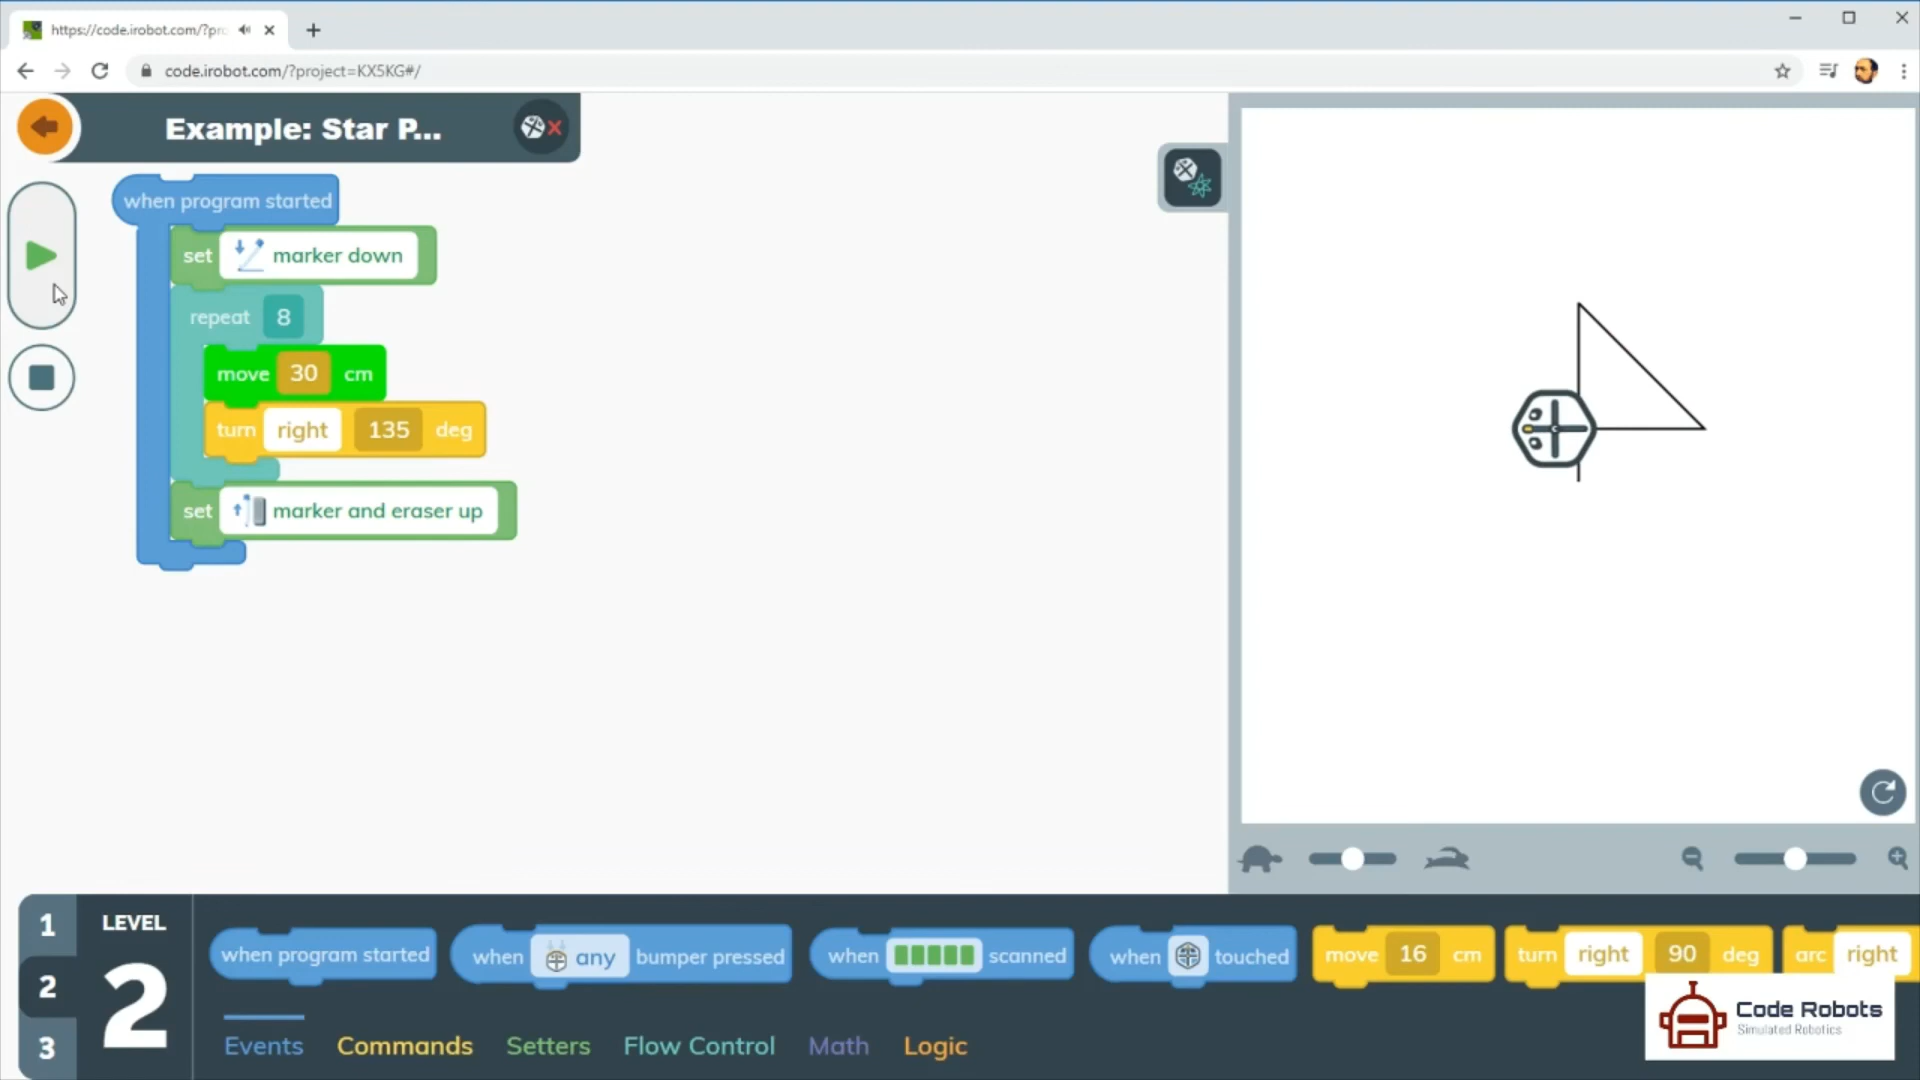 https://code.irobot.com/?pr
code.irobot.com/?project=KX5KG#/
Example: Star P...
when program started
set marker down
repeat 8
move 30 cm
turn right 135 deg
set marker and eraser up
1
2
3
LEVEL
2
when program started
when any bumper pressed
when scanned
when touched
move 16 cm
turn right 90 deg
arc right
Events Commands Setters Flow Control Math Logic
Code Robots
Simulated Robotics